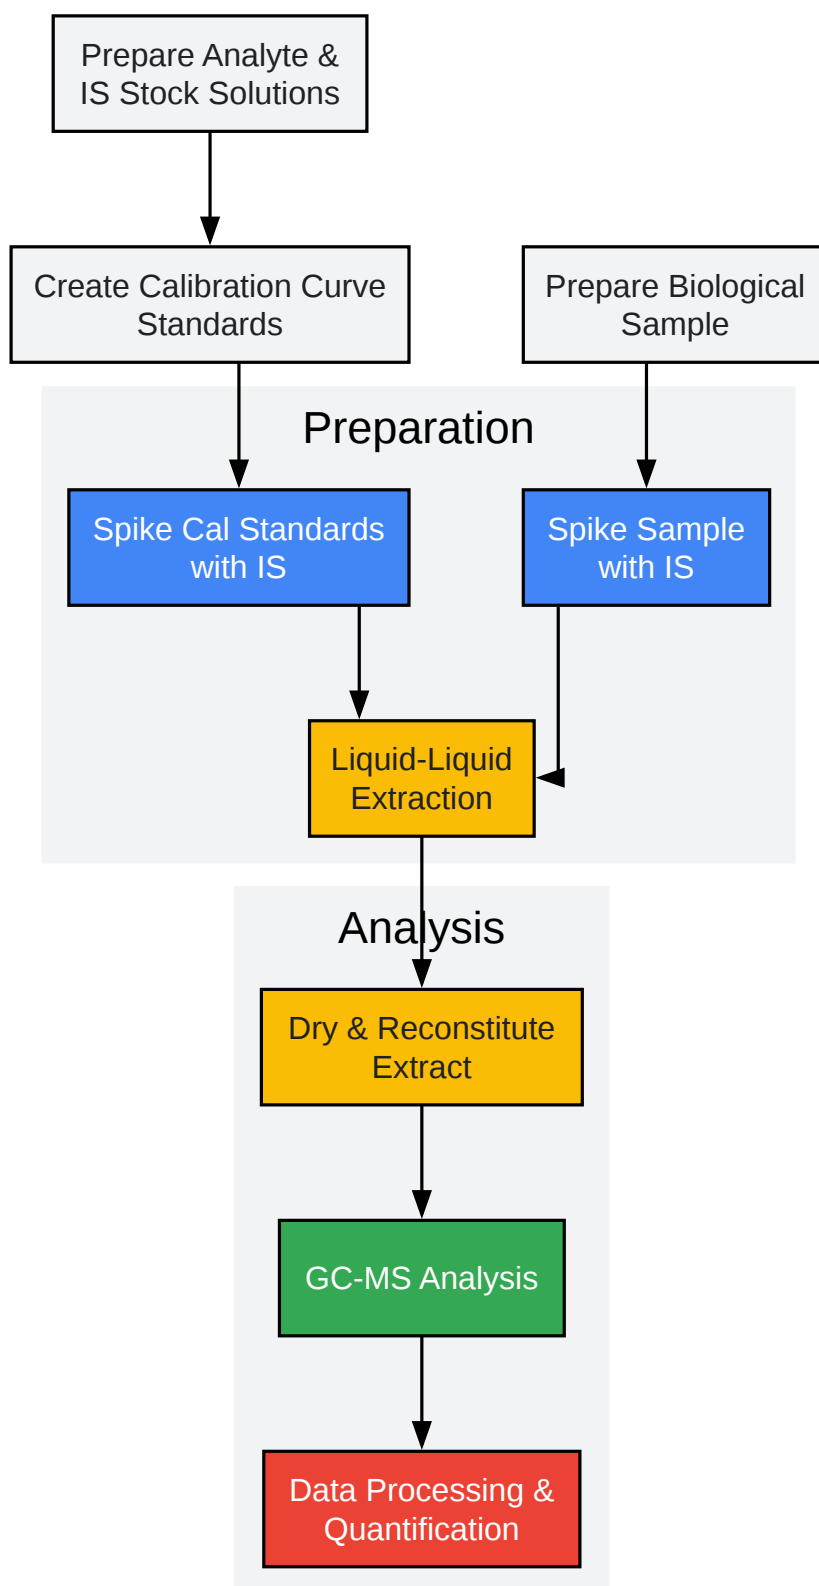 Prepare Analyte &
IS Stock Solutions
Create Calibration Curve
Standards
Prepare Biological
Sample
Preparation
Spike Cal Standards
with IS
Spike Sample
with IS
Liquid-Liquid
Extraction
Analysis
Dry & Reconstitute
Extract
GC-MS Analysis
Data Processing &
Quantification